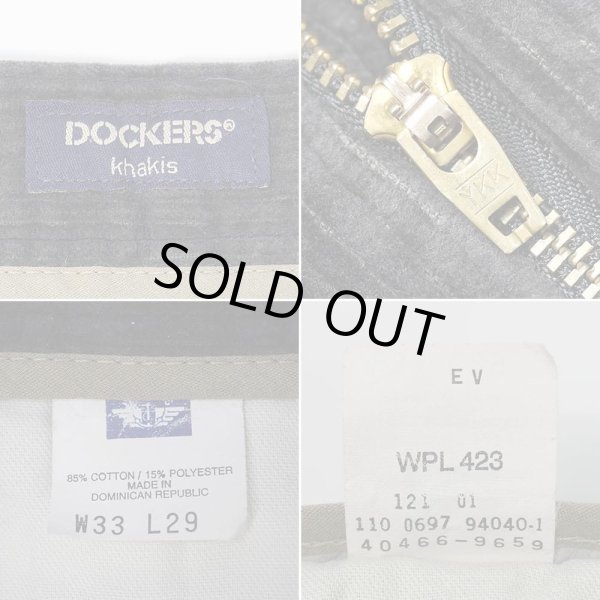 DOCKERS®
khakis
YKK
SOLD OUT
85% COTTON / 15% POLYESTER
MADE IN
DOMINICAN REPUBLIC
W33 L29
EV
WPL 423
121 01
110 0697 94040-1
40466-9659